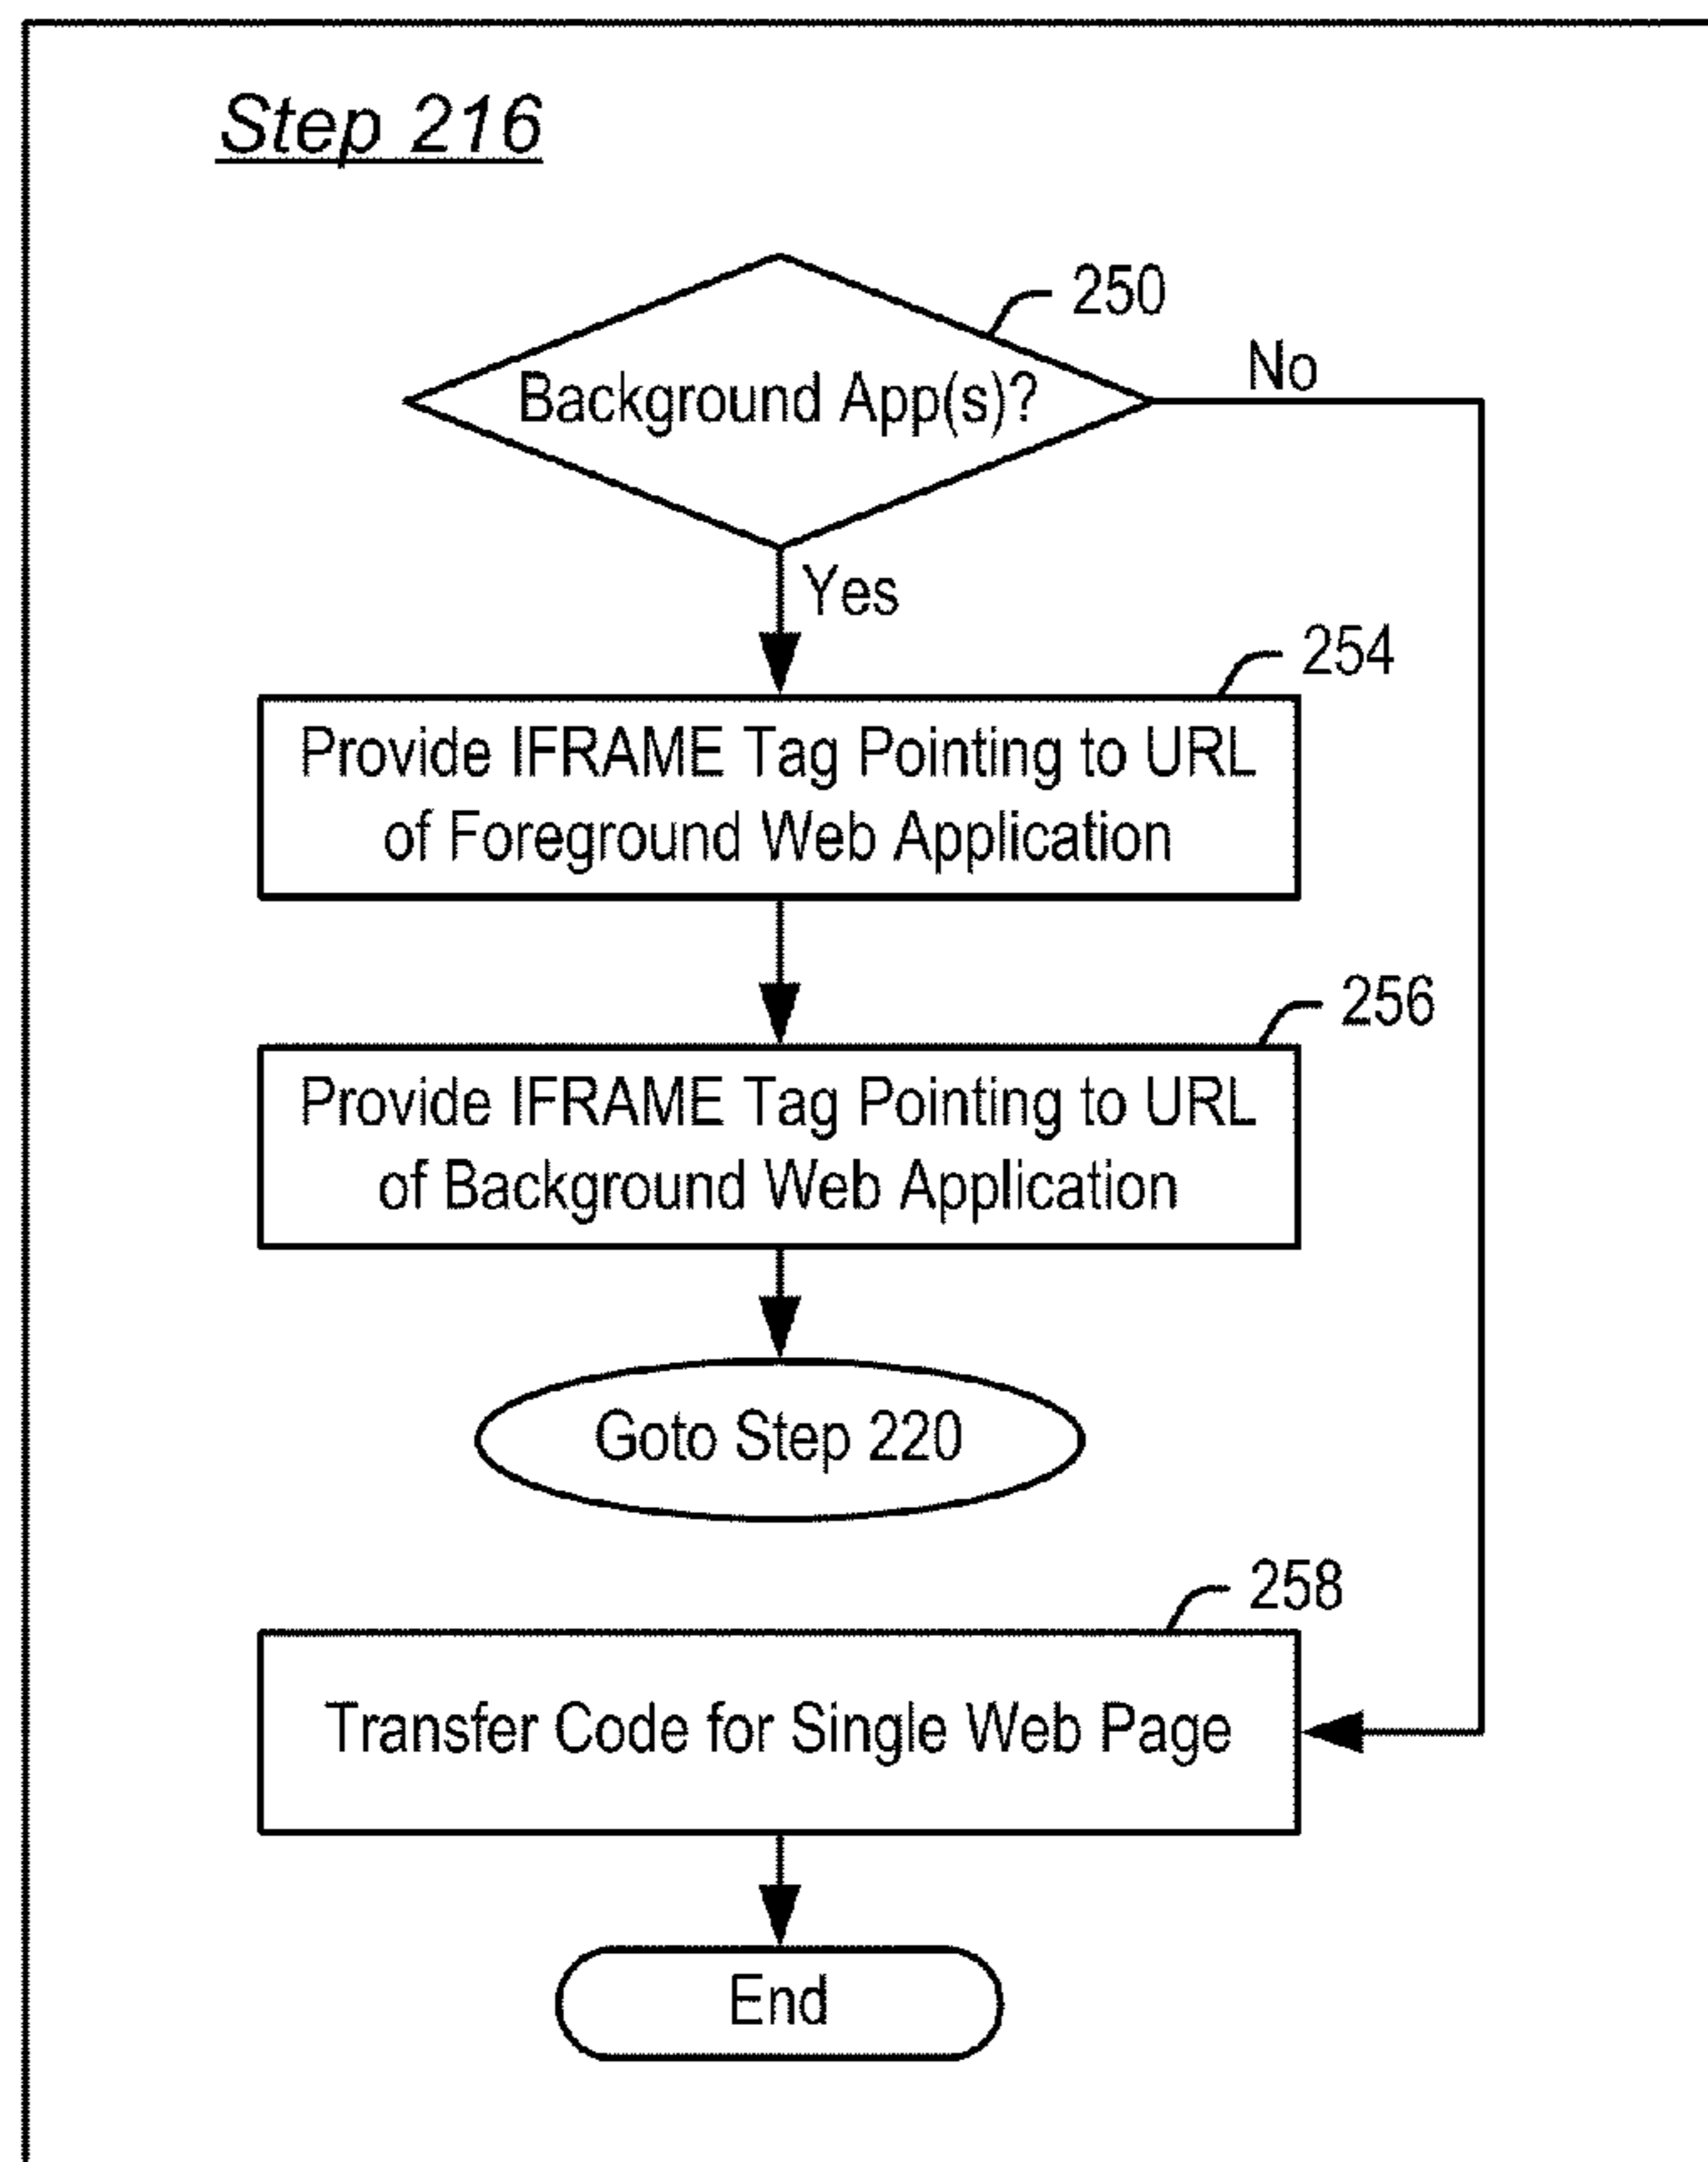 Step 216
250
Background App(s)?
No
Yes
254
Provide IFRAME Tag Pointing to URL
of Foreground Web Application
256
Provide IFRAME Tag Pointing to URL
of Background Web Application
Goto Step 220
258
Transfer Code for Single Web Page
End